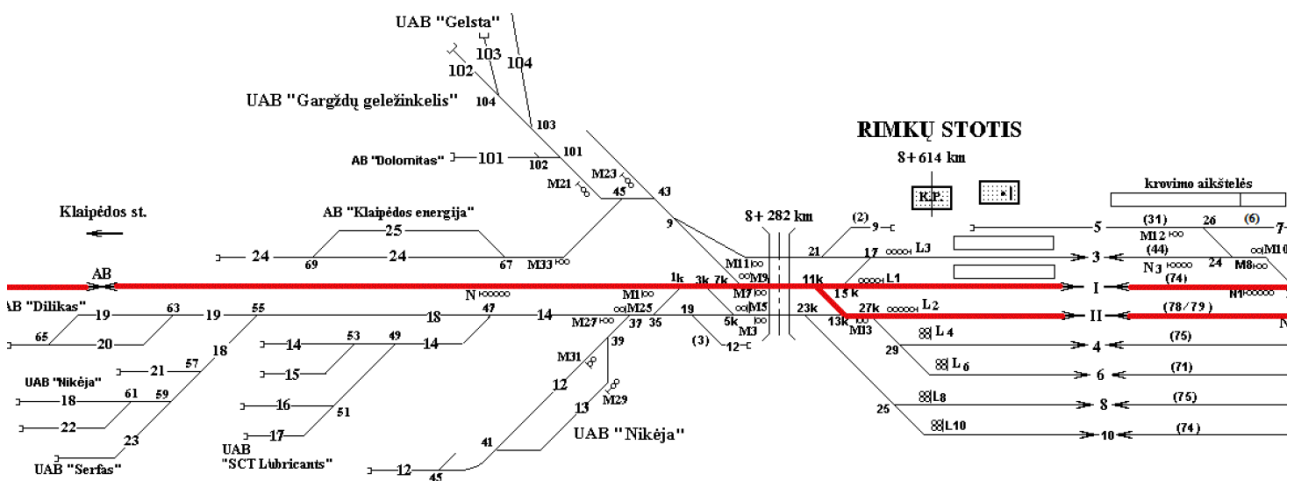 UAB "Gelsta"
103
104
102
UAB "Gargždų geležinkelis"
104
103
RIMKŲ STOTIS
8+614 km
AB "Dolomitas"
101
102
101
M21
M23
45
43
K.P.
krovimo aikštelės
Klaipėdos st.
AB "Klaipėdos energija"
25
9
8+ 282 km
(2)
9
5
(31)
26
(6)
7
M12
24
69
24
67
M33
M11
21
17
L3
3
(44)
N3
24
M8
M10
AB
1k
3k
7k
M9
11k
L1
I
(74)
N
M1
M7
15 k
N1
AB "Dilikas"
19
63
19
55
18
47
14
M27
M25
37
35
19
M5
5k
M3
23k
13k
27k
M13
L2
II
(78/79)
N
65
20
18
14
53
49
14
39
(3)
12
29
L 4
4
(75)
57
21
15
M31
L 6
6
(71)
UAB "Nikėja"
18
61
59
16
51
12
M29
13
25
L8
8
(75)
22
23
17
UAB "Nikėja"
L10
10
(74)
UAB "Serfas"
UAB
"SCT Lubricants"
41
12
45